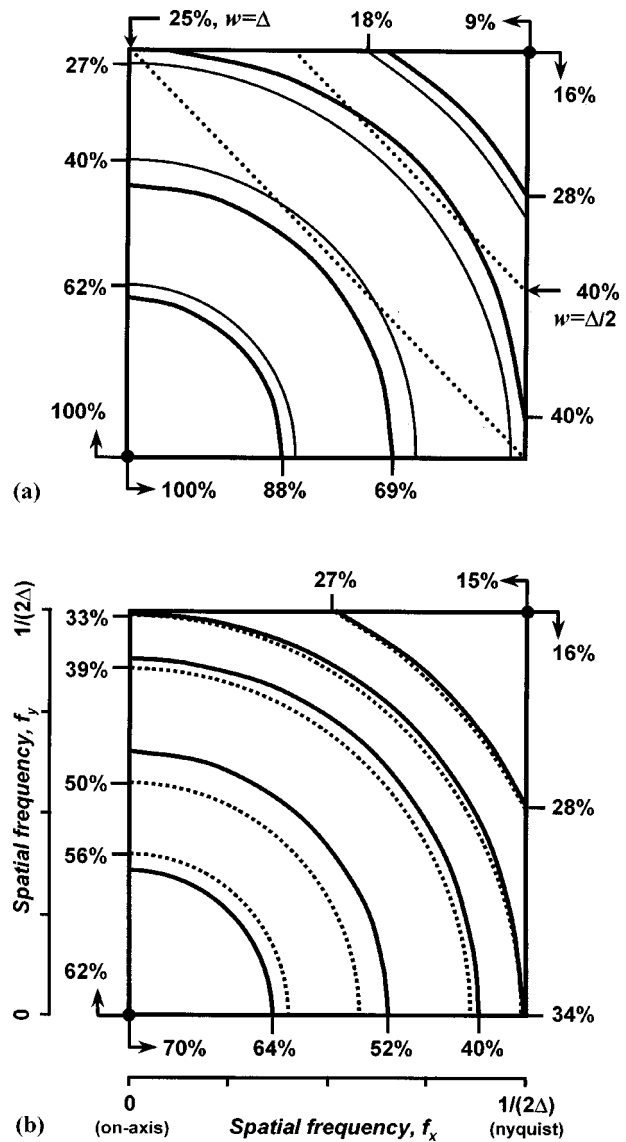 25%, w=Δ
18%
9%
27%
16%
40%
28%
62%
40%
w=Δ/2
100%
40%
(a)
100%
88%
69%
27%
15%
1/(2Δ)
33%
16%
39%
Spatial frequency, fy
50%
28%
56%
62%
0
34%
70%
64%
52%
40%
0
1/(2Δ)
(b)
(on-axis)
Spatial frequency, fx
(nyquist)